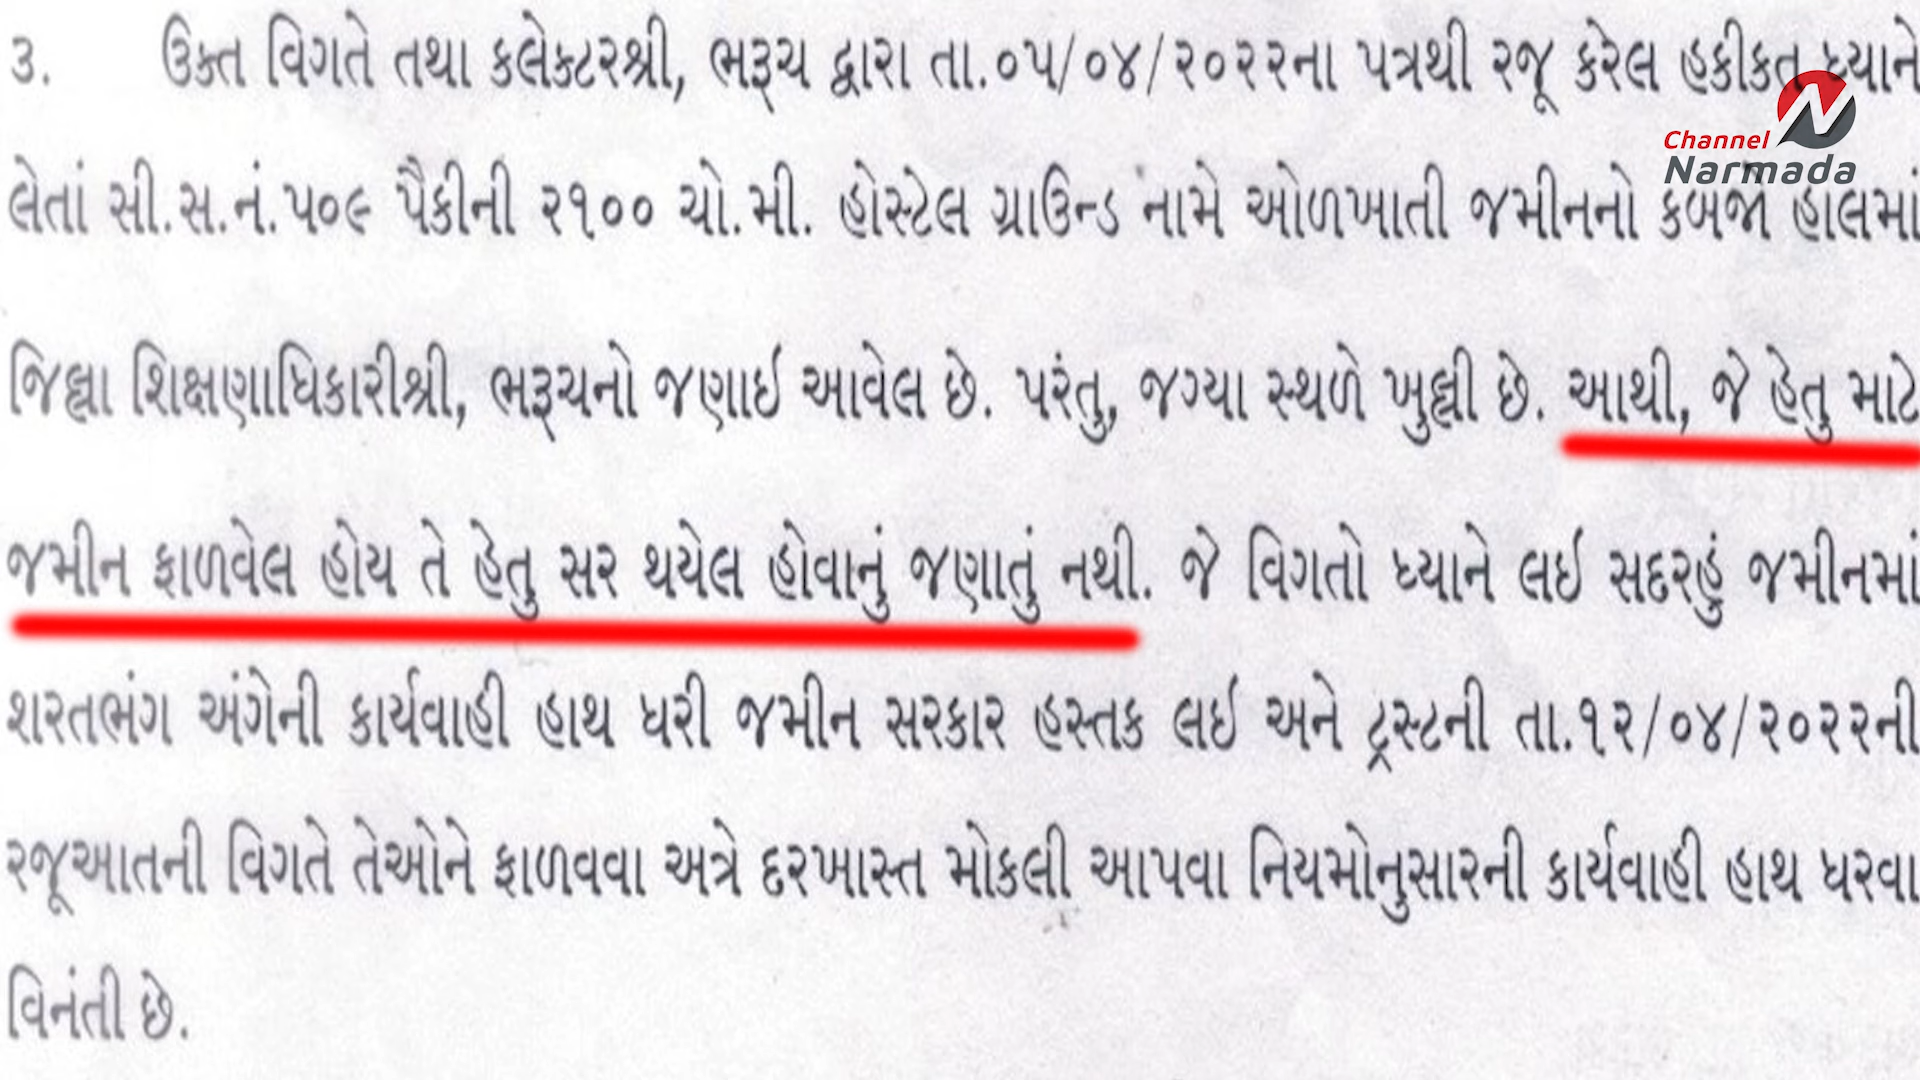 ૩. ઉક્ત વિગતે તથા કલેક્ટરશ્રી, ભરૂચ દ્વારા તા.૦૫/૦૪/૨૦૨૨ના પત્રથી રજૂ કરેલ હકીકત ધ્યાને
Channel
Narmada
લેતાં સી.સ.નં.૫૦૯ પૈકીની ૨૧૦૦ ચો.મી. હોસ્ટેલ ગ્રાઉન્ડ નામે ઓળખાતી જમીનનો કબજો હાલમાં
જિલ્લા શિક્ષણાધિકારીશ્રી, ભરૂચનો જણાઈ આવેલ છે. પરંતુ, જગ્યા સ્થળે ખુલ્લી છે. આથી, જે હેતુ માટે
જમીન ફાળવેલ હોય તે હેતુ સર થયેલ હોવાનું જણાતું નથી. જે વિગતો ધ્યાને લઈ સદરહું જમીનમાં
શરતભંગ અંગેની કાર્યવાહી હાથ ધરી જમીન સરકાર હસ્તક લઈ અને ટ્રસ્ટની તા.૧૨/૦૪/૨૦૨૨ની
રજૂઆતની વિગતે તેઓને ફાળવવા અત્રે દરખાસ્ત મોકલી આપવા નિયમોનુસારની કાર્યવાહી હાથ ધરવા
વિનંતી છે.